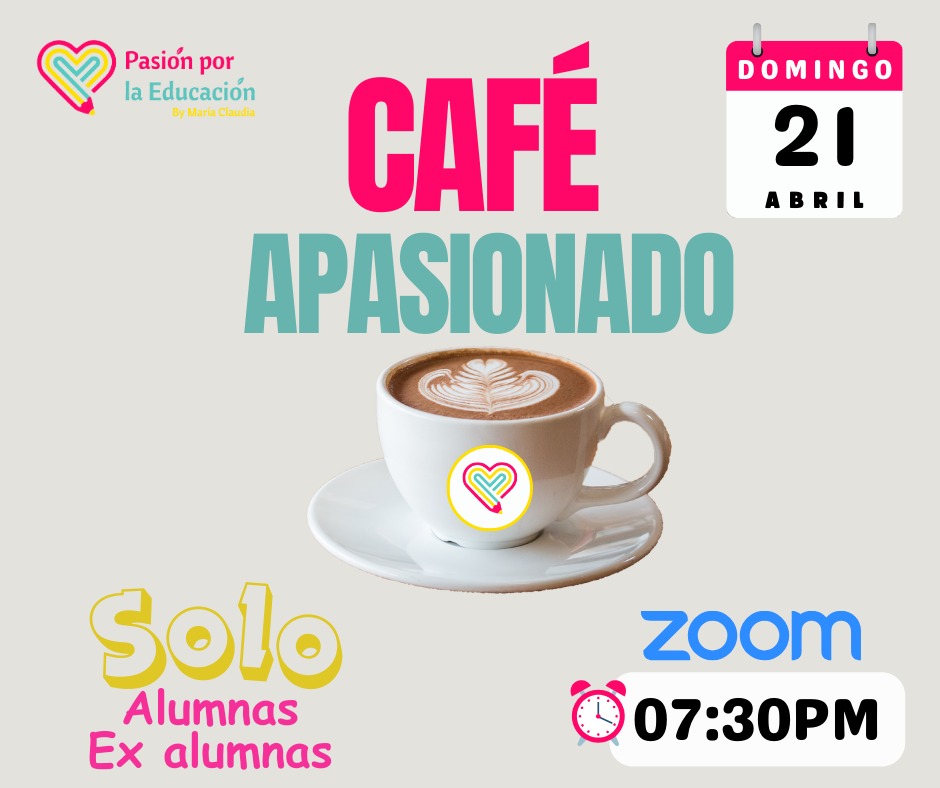 Pasión por
la Educación
By María Claudia
CAFÉ
APASIONADO
DOMINGO
21
ABRIL
Solo
Alumnas
Ex alumnas
zoom
07:30PM